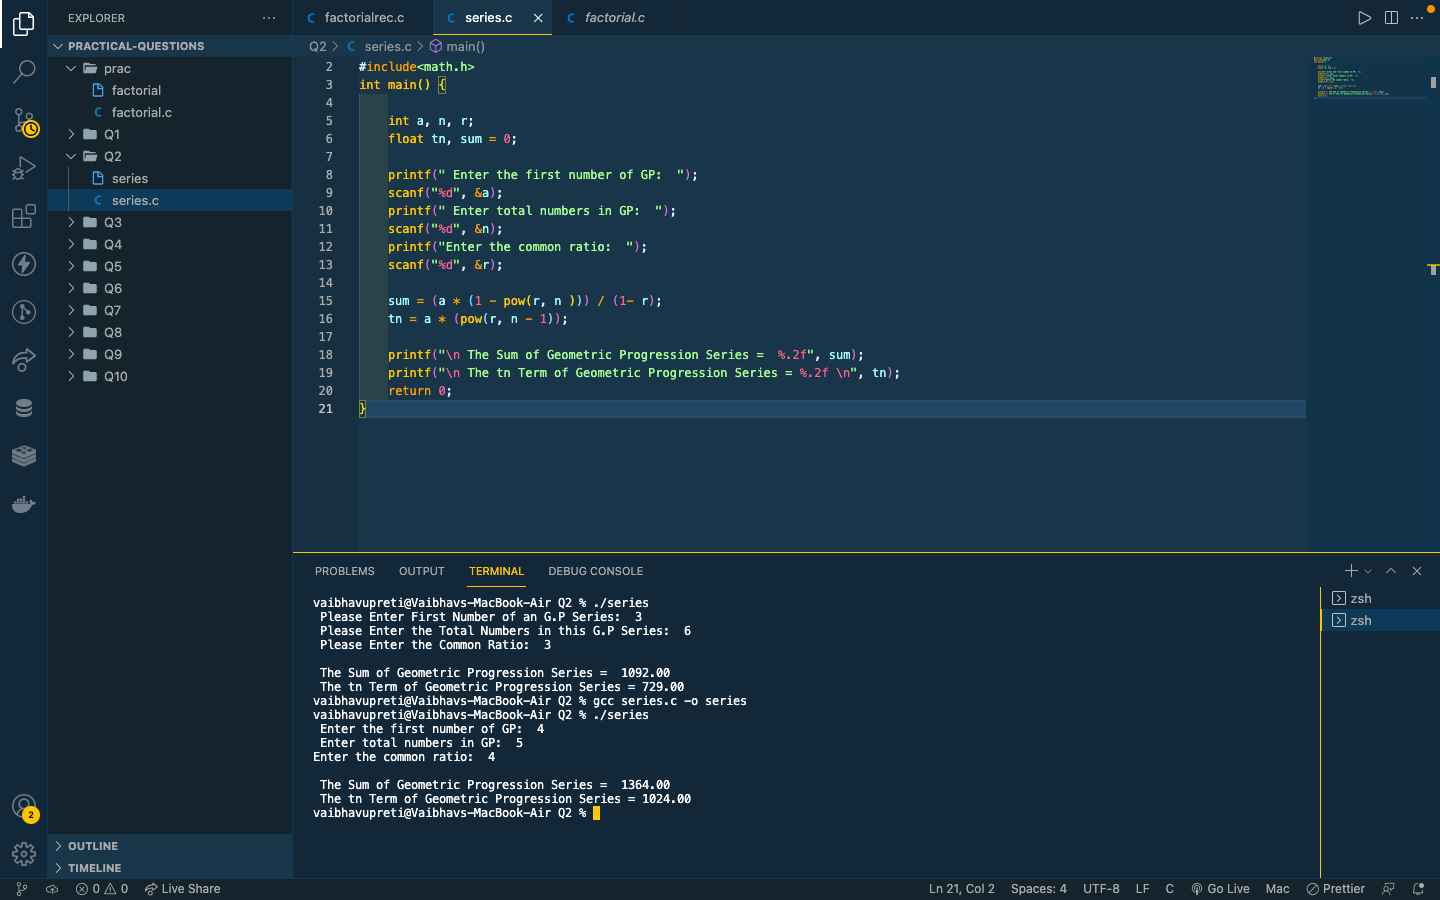 EXPLORER
PRACTICAL-QUESTIONS
prac
factorial
C factorial.c
Q1
Q2
series
C series.c
Q3
Q4
Q5
Q6
Q7
Q8
Q9
Q10
OUTLINE
TIMELINE
2
C factorialrec.c C series.c C factorial.c
Q2 > C series.c > main()
2 #include<math.h>
3 int main() {
4
5 int a, n, r;
6 float tn, sum = 0;
7
8 printf(" Enter the first number of GP:  ");
9 scanf("%d", &a);
10 printf(" Enter total numbers in GP:  ");
11 scanf("%d", &n);
12 printf("Enter the common ratio:  ");
13 scanf("%d", &r);
14
15 sum = (a * (1 - pow(r, n ))) / (1- r);
16 tn = a * (pow(r, n - 1));
17
18 printf("\n The Sum of Geometric Progression Series =  %.2f", sum);
19 printf("\n The tn Term of Geometric Progression Series = %.2f \n", tn);
20 return 0;
21 }
PROBLEMS OUTPUT TERMINAL DEBUG CONSOLE
zsh
zsh
vaibhavupreti@Vaibhavs-MacBook-Air Q2 % ./series
Please Enter First Number of an G.P Series:  3
Please Enter the Total Numbers in this G.P Series:  6
Please Enter the Common Ratio:  3
The Sum of Geometric Progression Series =  1092.00
The tn Term of Geometric Progression Series = 729.00
vaibhavupreti@Vaibhavs-MacBook-Air Q2 % gcc series.c -o series
vaibhavupreti@Vaibhavs-MacBook-Air Q2 % ./series
Enter the first number of GP:  4
Enter total numbers in GP:  5
Enter the common ratio:  4
The Sum of Geometric Progression Series =  1364.00
The tn Term of Geometric Progression Series = 1024.00
vaibhavupreti@Vaibhavs-MacBook-Air Q2 %
0 0 Live Share Ln 21, Col 2 Spaces: 4 UTF-8 LF C Go Live Mac Prettier